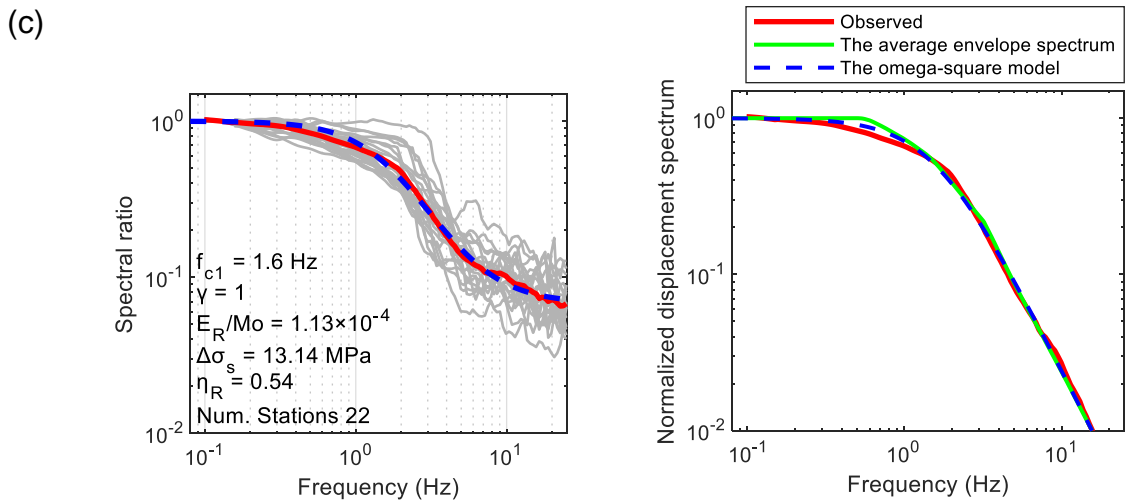 (c)
Spectral ratio
10^0
10^-1
10^-2
f_c1 = 1.6 Hz
γ = 1
E_R/Mo = 1.13×10^-4
Δσ_s = 13.14 MPa
η_R = 0.54
Num. Stations 22
10^-1
10^0
10^1
Frequency (Hz)
Observed
The average envelope spectrum
The omega-square model
Normalized displacement spectrum
10^0
10^-1
10^-2
10^-1
10^0
10^1
Frequency (Hz)